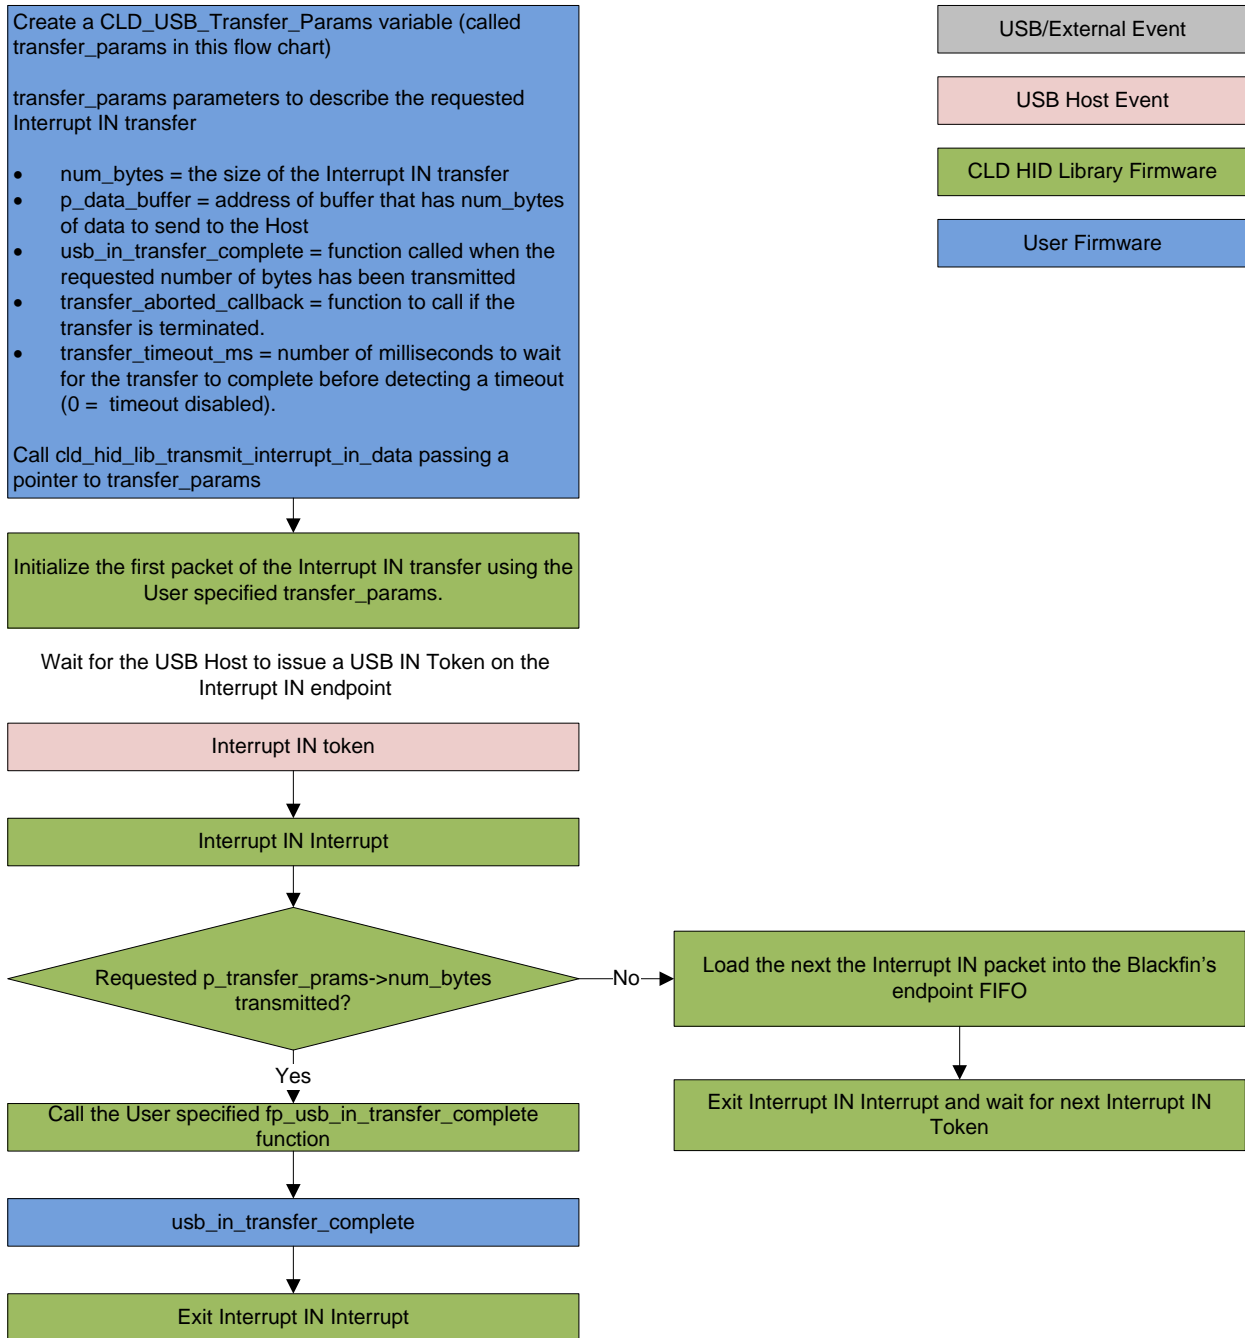 Create a CLD_USB_Transfer_Params variable (called
transfer_params in this flow chart)
transfer_params parameters to describe the requested
Interrupt IN transfer
• num_bytes = the size of the Interrupt IN transfer
• p_data_buffer = address of buffer that has num_bytes
of data to send to the Host
• usb_in_transfer_complete = function called when the
requested number of bytes has been transmitted
• transfer_aborted_callback = function to call if the
transfer is terminated.
• transfer_timeout_ms = number of milliseconds to wait
for the transfer to complete before detecting a timeout
(0 =  timeout disabled).
Call cld_hid_lib_transmit_interrupt_in_data passing a
pointer to transfer_params
USB/External Event
USB Host Event
CLD HID Library Firmware
User Firmware
Initialize the first packet of the Interrupt IN transfer using the
User specified transfer_params.
Wait for the USB Host to issue a USB IN Token on the
Interrupt IN endpoint
Interrupt IN token
Interrupt IN Interrupt
Requested p_transfer_prams->num_bytes
transmitted?
No
Load the next the Interrupt IN packet into the Blackfin’s
endpoint FIFO
Exit Interrupt IN Interrupt and wait for next Interrupt IN
Token
Yes
Call the User specified fp_usb_in_transfer_complete
function
usb_in_transfer_complete
Exit Interrupt IN Interrupt